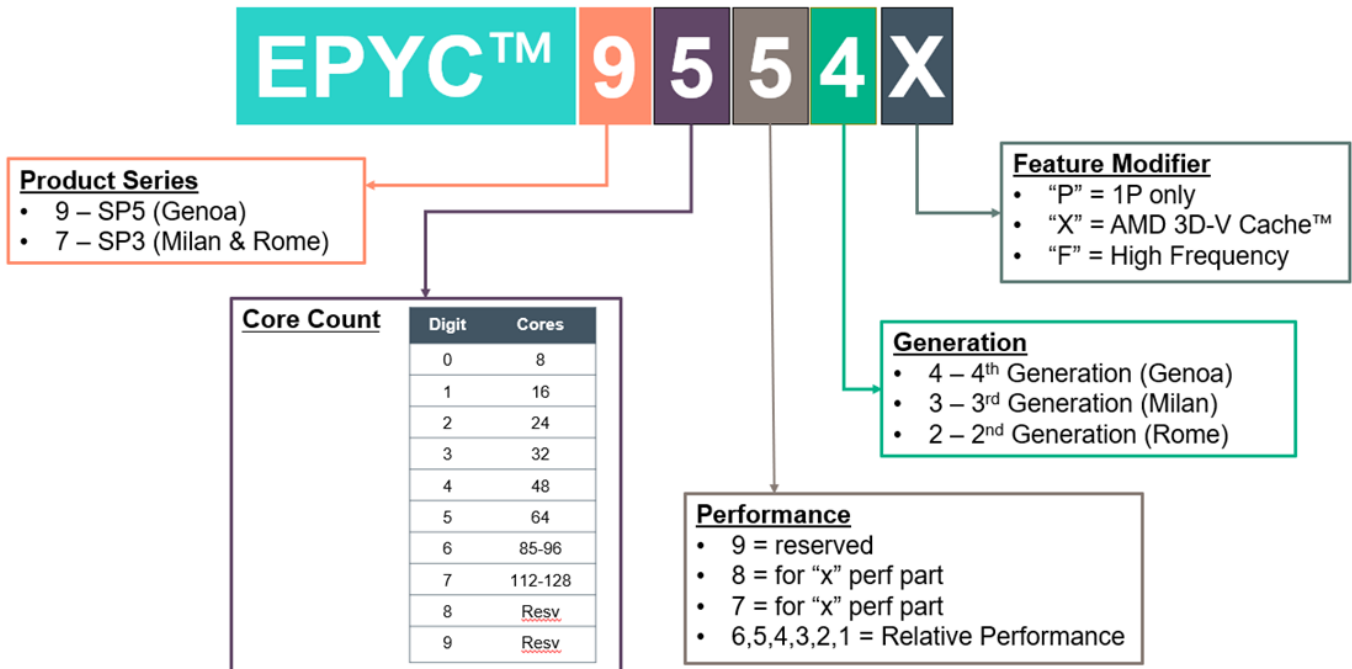 EPYC™ 9 5 5 4 X
Product Series
• 9 – SP5 (Genoa)
• 7 – SP3 (Milan & Rome)
Feature Modifier
• “P” = 1P only
• “X” = AMD 3D-V Cache™
• “F” = High Frequency
Core Count
Digit Cores
0 8
1 16
2 24
3 32
4 48
5 64
6 85-96
7 112-128
8 Resv
9 Resv
Generation
• 4 – 4th Generation (Genoa)
• 3 – 3rd Generation (Milan)
• 2 – 2nd Generation (Rome)
Performance
• 9 = reserved
• 8 = for “x” perf part
• 7 = for “x” perf part
• 6,5,4,3,2,1 = Relative Performance